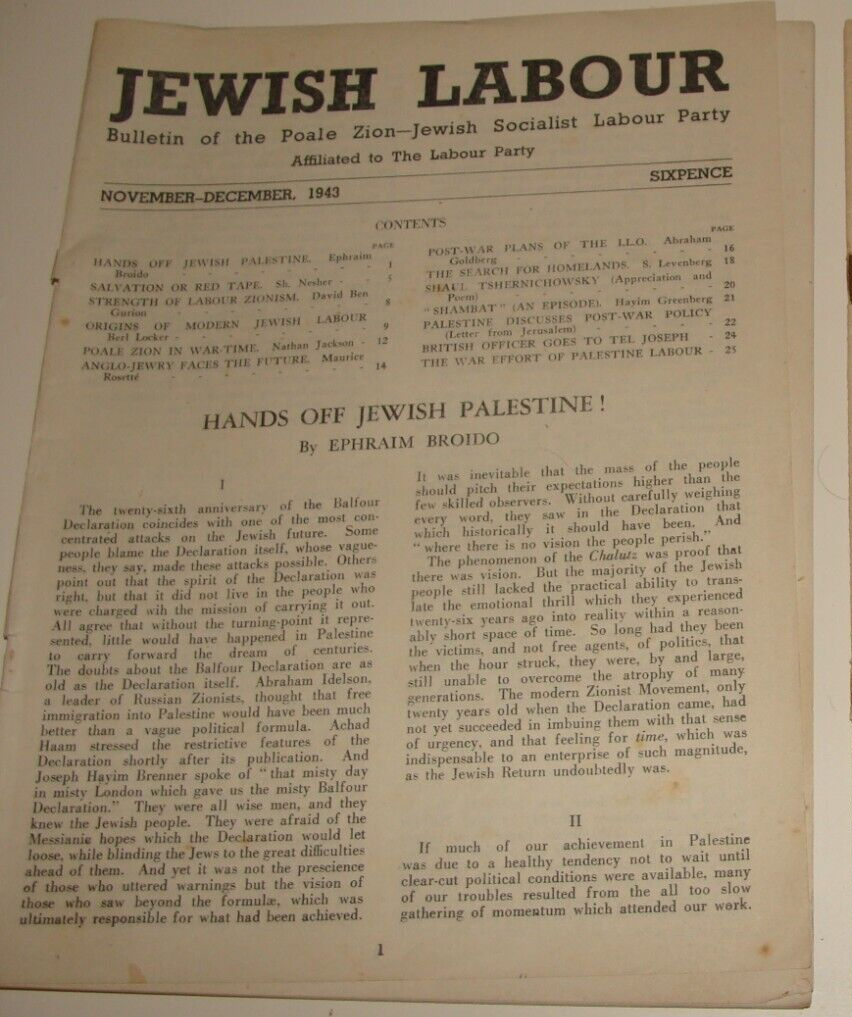 JEWISH LABOUR
Bulletin of the Poale Zion—Jewish Socialist Labour Party
Affiliated to The Labour Party
NOVEMBER–DECEMBER, 1943
SIXPENCE
CONTENTS
PAGE
HANDS OFF JEWISH PALESTINE. Ephraim
Broido - - - - - - - 1
SALVATION OR RED TAPE. Sh. Nesher - - 5
STRENGTH OF LABOUR ZIONISM. David Ben
Gurion - - - - - - - 8
ORIGINS OF MODERN JEWISH LABOUR
Berl Locker - - - - - - - 9
POALE ZION IN WAR-TIME. Nathan Jackson - 12
ANGLO-JEWRY FACES THE FUTURE. Maurice
Rosetté - - - - - - - 14
PAGE
POST-WAR PLANS OF THE I.L.O. Abraham
Goldberg - - - - - - - 16
THE SEARCH FOR HOMELANDS. S. Levenberg 18
SHAUL TSHERNICHOWSKY (Appreciation and
Poem) - - - - - - - 20
"SHAMBAT" (AN EPISODE). Hayim Greenberg 21
PALESTINE DISCUSSES POST-WAR POLICY
(Letter from Jerusalem) - - - - - 22
BRITISH OFFICER GOES TO TEL JOSEPH - 24
THE WAR EFFORT OF PALESTINE LABOUR - 25
HANDS OFF JEWISH PALESTINE !
By EPHRAIM BROIDO
I
The twenty-sixth anniversary of the Balfour
Declaration coincides with one of the most con-
centrated attacks on the Jewish future. Some
people blame the Declaration itself, whose vague-
ness, they say, made these attacks possible. Others
point out that the spirit of the Declaration was
right, but that it did not live in the people who
were charged wih the mission of carrying it out.
All agree that without the turning-point it repre-
sented, little would have happened in Palestine
to carry forward the dream of centuries.
The doubts about the Balfour Declaration are as
old as the Declaration itself. Abraham Idelson,
a leader of Russian Zionists, thought that free
immigration into Palestine would have been much
better than a vague political formula. Achad
Haam stressed the restrictive features of the
Declaration shortly after its publication. And
Joseph Hayim Brenner spoke of "that misty day
in misty London which gave us the misty Balfour
Declaration." They were all wise men, and they
knew the Jewish people. They were afraid of the
Messianic hopes which the Declaration would let
loose, while blinding the Jews to the great difficulties
ahead of them. And yet it was not the prescience
of those who uttered warnings but the vision of
those who saw beyond the formulæ, which was
ultimately responsible for what had been achieved.
It was inevitable that the mass of the people
should pitch their expectations higher than the
few skilled observers. Without carefully weighing
every word, they saw in the Declaration that
which historically it should have been. And
"where there is no vision the people perish."
The phenomenon of the Chalutz was proof that
there was vision. But the majority of the Jewish
people still lacked the practical ability to trans-
late the emotional thrill which they experienced
twenty-six years ago into reality within a reason-
ably short space of time. So long had they been
the victims, and not free agents, of politics, that
when the hour struck, they were, by and large,
still unable to overcome the atrophy of many
generations. The modern Zionist Movement, only
twenty years old when the Declaration came, had
not yet succeeded in imbuing them with that sense
of urgency, and that feeling for time, which was
indispensable to an enterprise of such magnitude,
as the Jewish Return undoubtedly was.
II
If much of our achievement in Palestine
was due to a healthy tendency not to wait until
clear-cut political conditions were available, many
of our troubles resulted from the all too slow
gathering of momentum which attended our work.
1